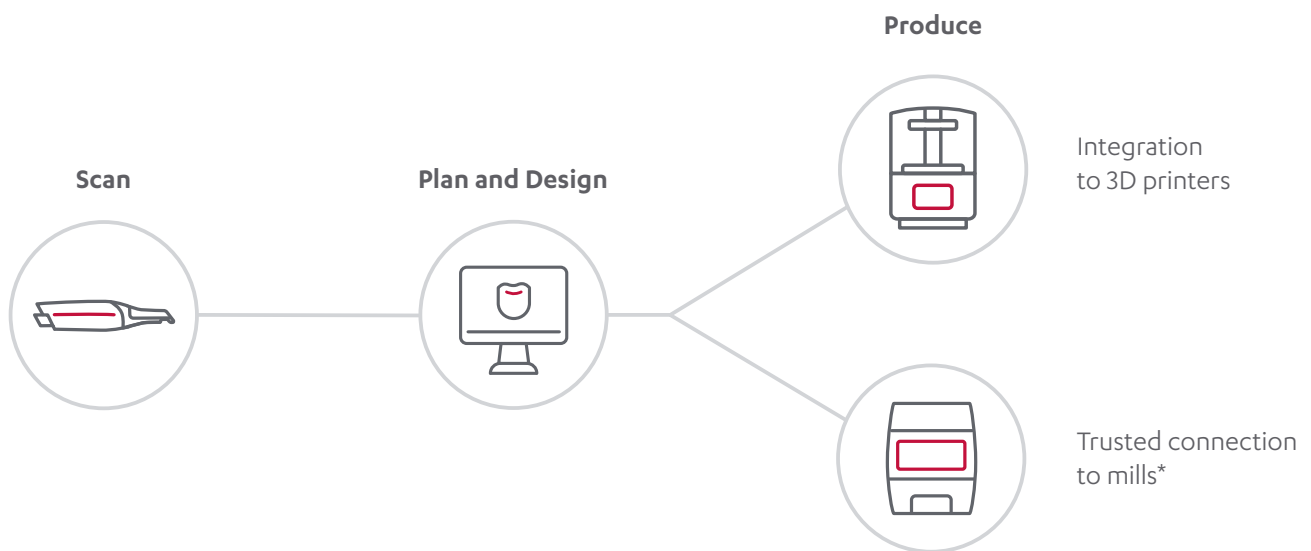 Produce
Scan
Plan and Design
Integration
to 3D printers
Trusted connection
to mills*